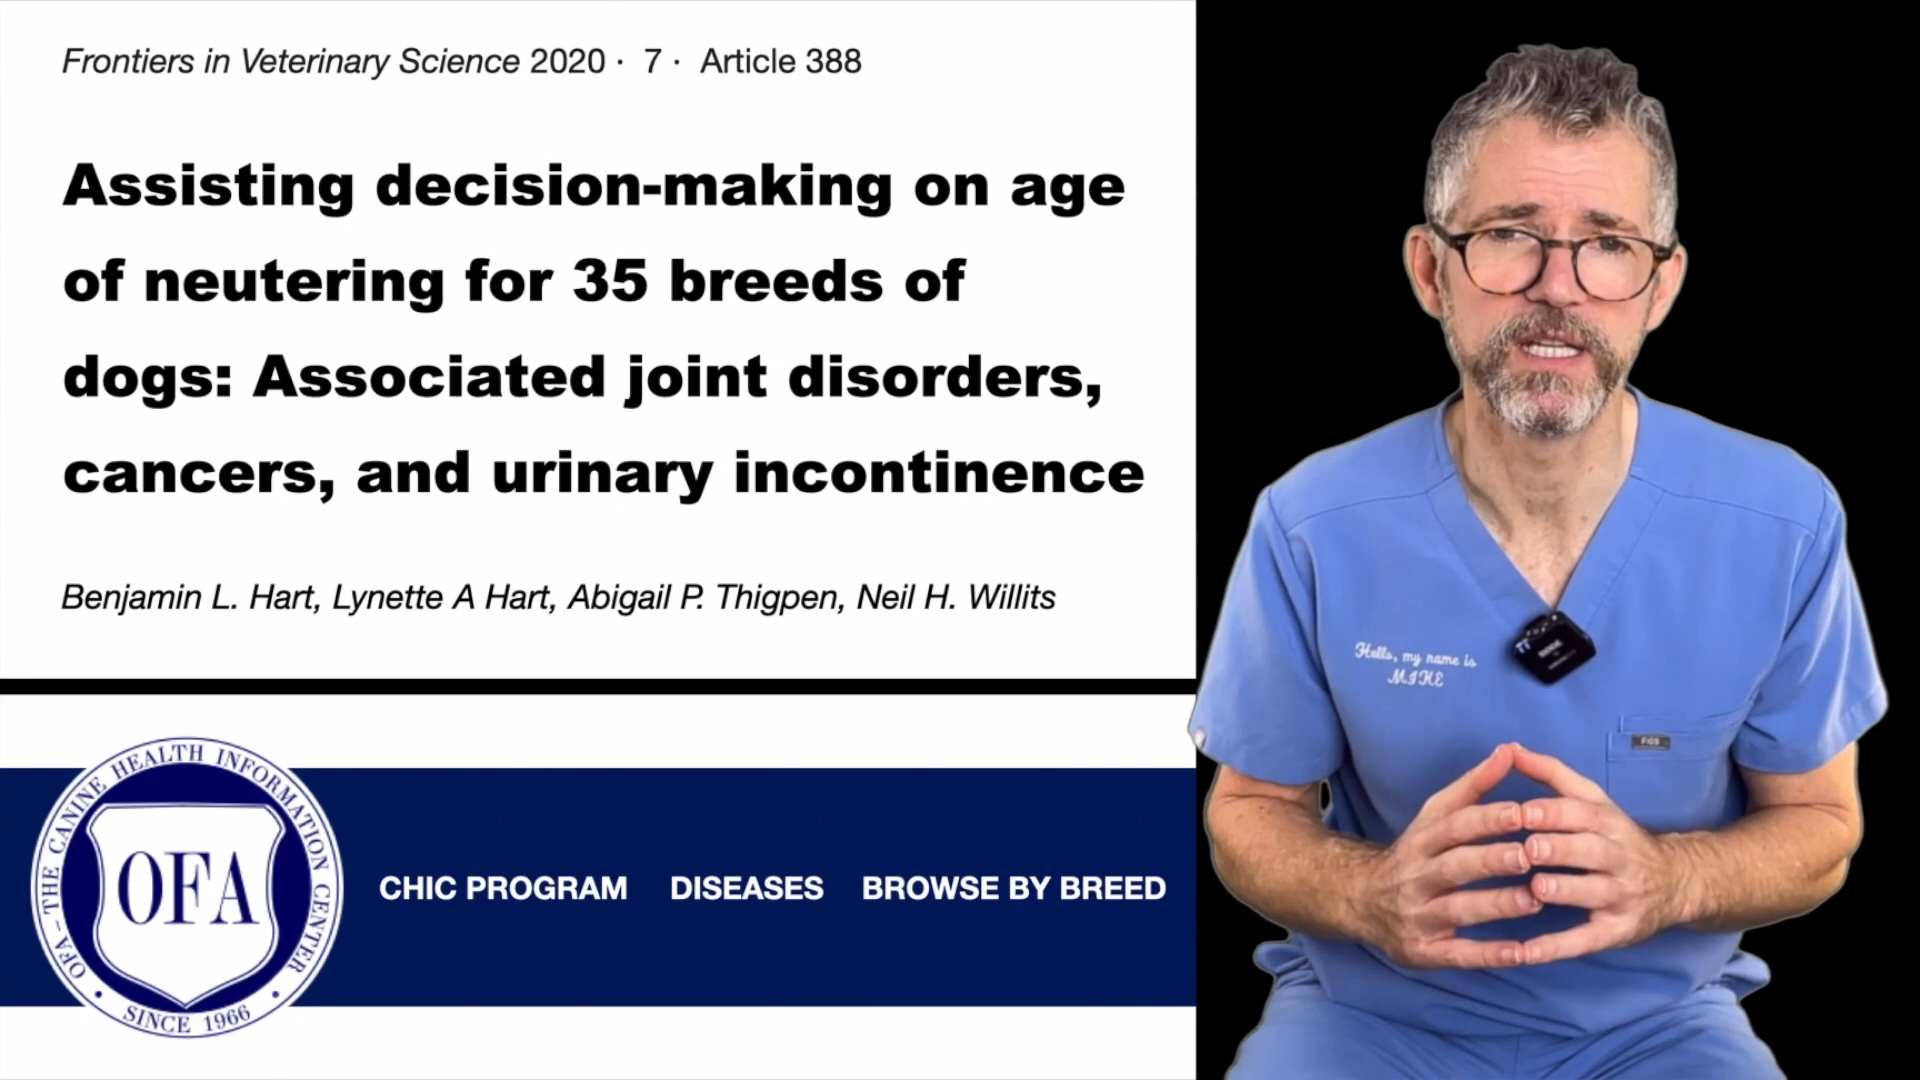 Frontiers in Veterinary Science 2020 · 7 · Article 388
Assisting decision-making on age
of neutering for 35 breeds of
dogs: Associated joint disorders,
cancers, and urinary incontinence
Benjamin L. Hart, Lynette A Hart, Abigail P. Thigpen, Neil H. Willits
OFA – THE CANINE HEALTH INFORMATION CENTER
OFA
SINCE 1966
CHIC PROGRAM DISEASES BROWSE BY BREED
Hello, my name is
MIKE
FIGS
RODE